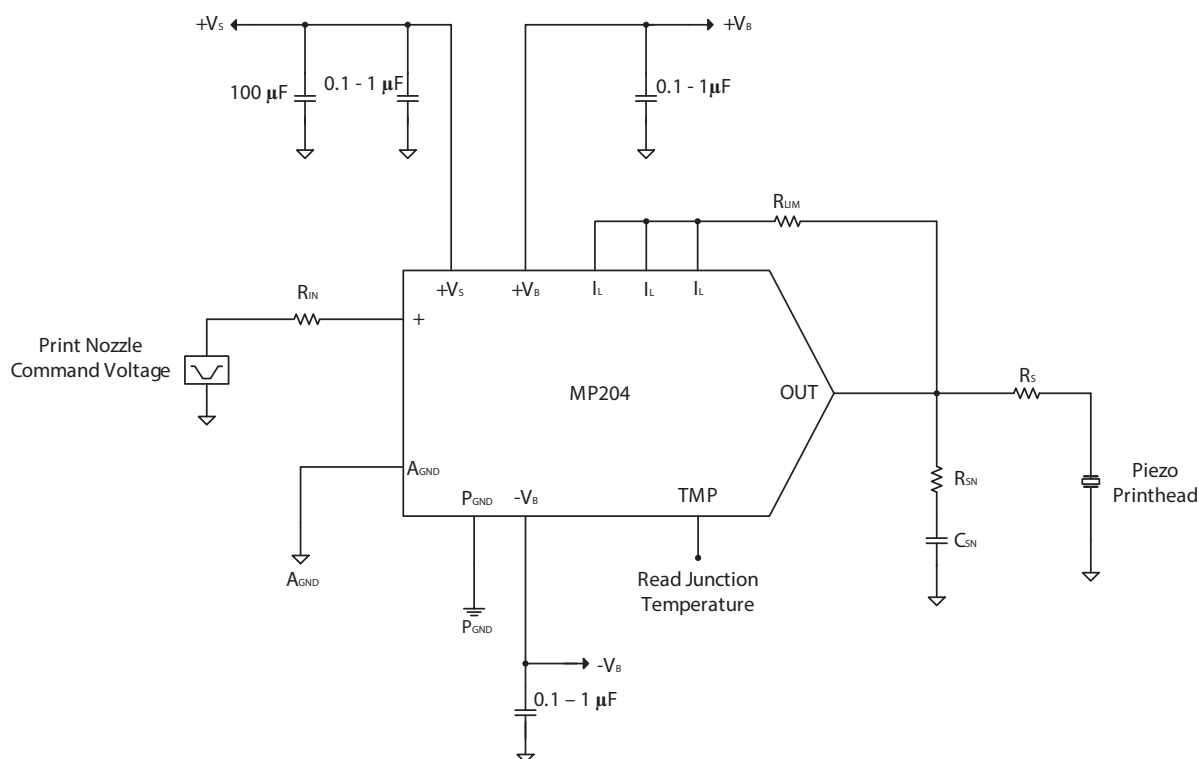 +VS
+VB
100 μF
0.1 - 1 μF
0.1 - 1μF
RLIM
+VS
+VB
IL
IL
IL
RIN
+
Print Nozzle
Command Voltage
MP204
OUT
RS
AGND
PGND
-VB
TMP
RSN
Piezo
Printhead
CSN
AGND
Read Junction
Temperature
PGND
-VB
0.1 – 1 μF